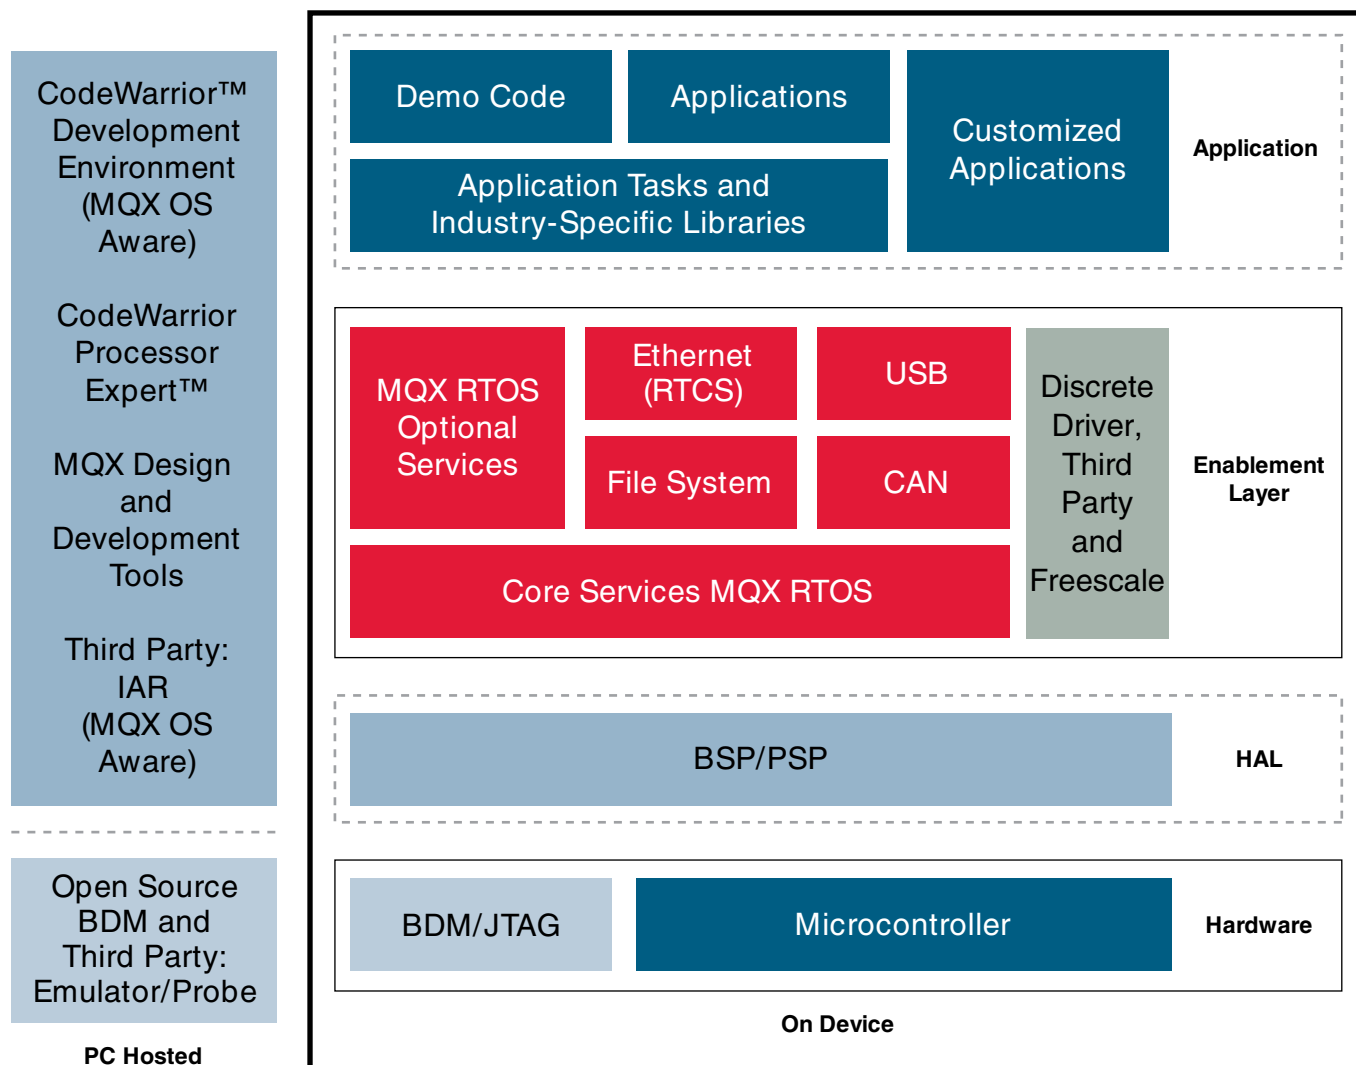 CodeWarrior™
Development
Environment
(MQX OS
Aware)
CodeWarrior
Processor
Expert™
MQX Design
and
Development
Tools
Third Party:
IAR
(MQX OS
Aware)
Open Source
BDM and
Third Party:
Emulator/Probe
PC Hosted
Demo Code
Applications
Customized
Applications
Application Tasks and
Industry-Specific Libraries
Application
MQX RTOS
Optional
Services
Ethernet
(RTCS)
USB
File System
CAN
Core Services MQX RTOS
Discrete
Driver,
Third
Party
and
Freescale
Enablement
Layer
BSP/PSP
HAL
BDM/JTAG
Microcontroller
Hardware
On Device